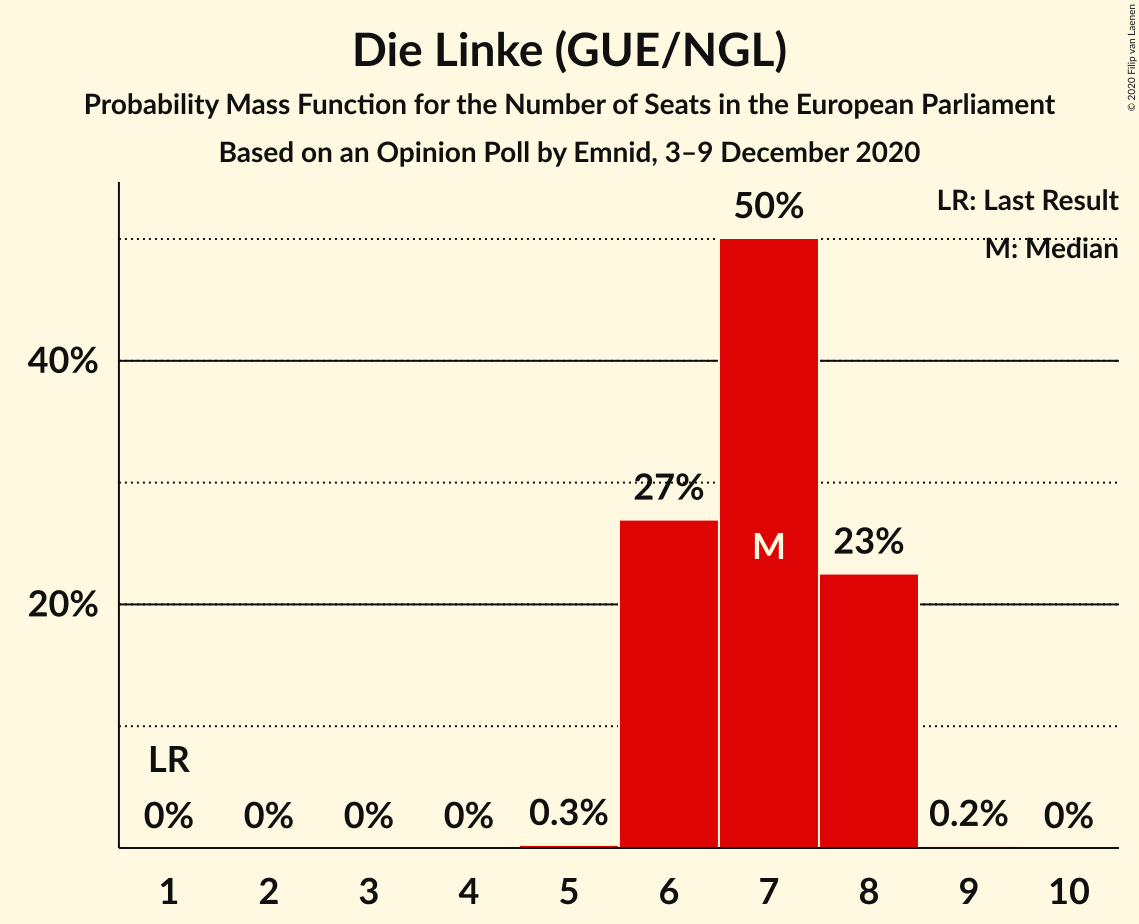 Die Linke (GUE/NGL)
Probability Mass Function for the Number of Seats in the European Parliament
Based on an Opinion Poll by Emnid, 3–9 December 2020
© 2020 Filip van Laenen
LR: Last Result
M: Median
50%
40%
27%
M
23%
20%
LR
0%
0%
0%
0%
0.3%
0.2%
0%
1
2
3
4
5
6
7
8
9
10